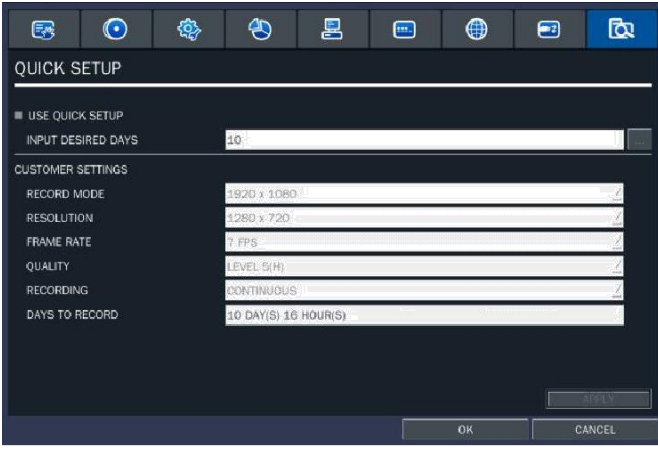 QUICK SETUP
USE QUICK SETUP
INPUT DESIRED DAYS 10 ...
CUSTOMER SETTINGS
RECORD MODE 1920 x 1080
RESOLUTION 1280 x 720
FRAME RATE 7 FPS
QUALITY LEVEL 5(H)
RECORDING CONTINUOUS
DAYS TO RECORD 10 DAY(S) 16 HOUR(S)
APPLY
OK CANCEL